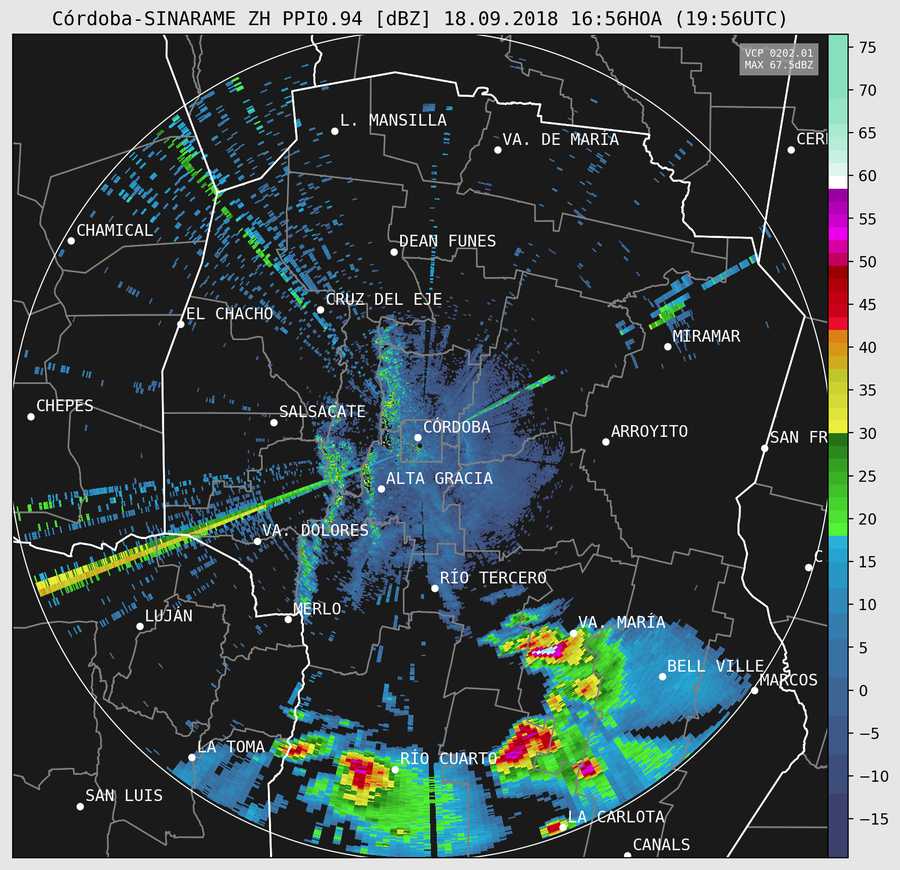 Córdoba-SINARAME ZH PPI0.94 [dBZ] 18.09.2018 16:56HOA (19:56UTC)
VCP 0202.01
MAX 67.5dBZ
75
70
65
60
55
50
45
40
35
30
25
20
15
10
5
0
−5
−10
−15
L. MANSILLA
VA. DE MARÍA
CER
CHAMICAL
DEAN FUNES
CRUZ DEL EJE
EL CHACHO
MIRAMAR
CHEPES
SALSACATE
CÓRDOBA
ARROYITO
SAN FR
ALTA GRACIA
VA. DOLORES
C
RÍO TERCERO
MERLO
LUJAN
VA. MARÍA
BELL VILLE
MARCOS
LA TOMA
RÍO CUARTO
SAN LUIS
LA CARLOTA
CANALS